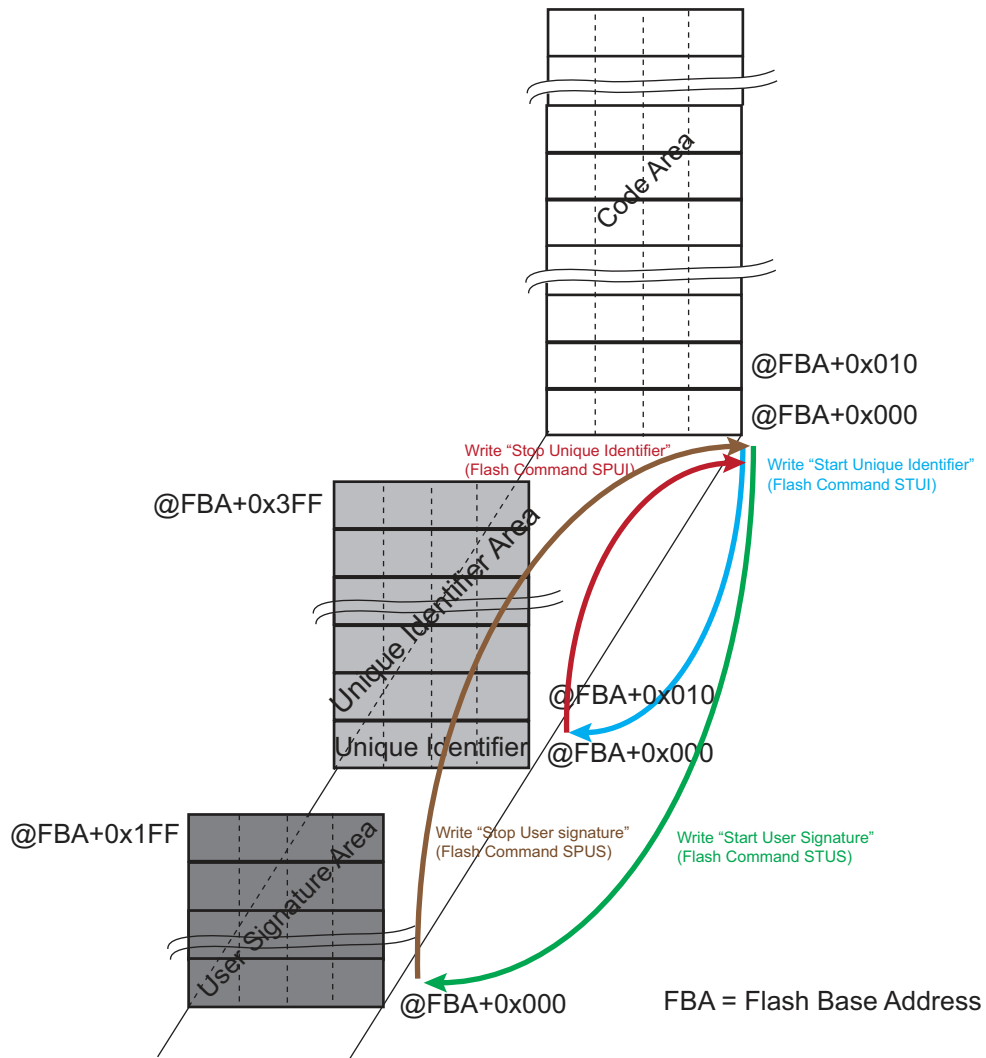 Code Area
@FBA+0x010
@FBA+0x000
Write “Stop Unique Identifier”
(Flash Command SPUI)
Write “Start Unique Identifier”
(Flash Command STUI)
@FBA+0x3FF
Unique Identifier Area
@FBA+0x010
Unique Identifier
@FBA+0x000
@FBA+0x1FF
User Signature Area
Write “Stop User signature”
(Flash Command SPUS)
Write “Start User Signature”
(Flash Command STUS)
@FBA+0x000
FBA = Flash Base Address